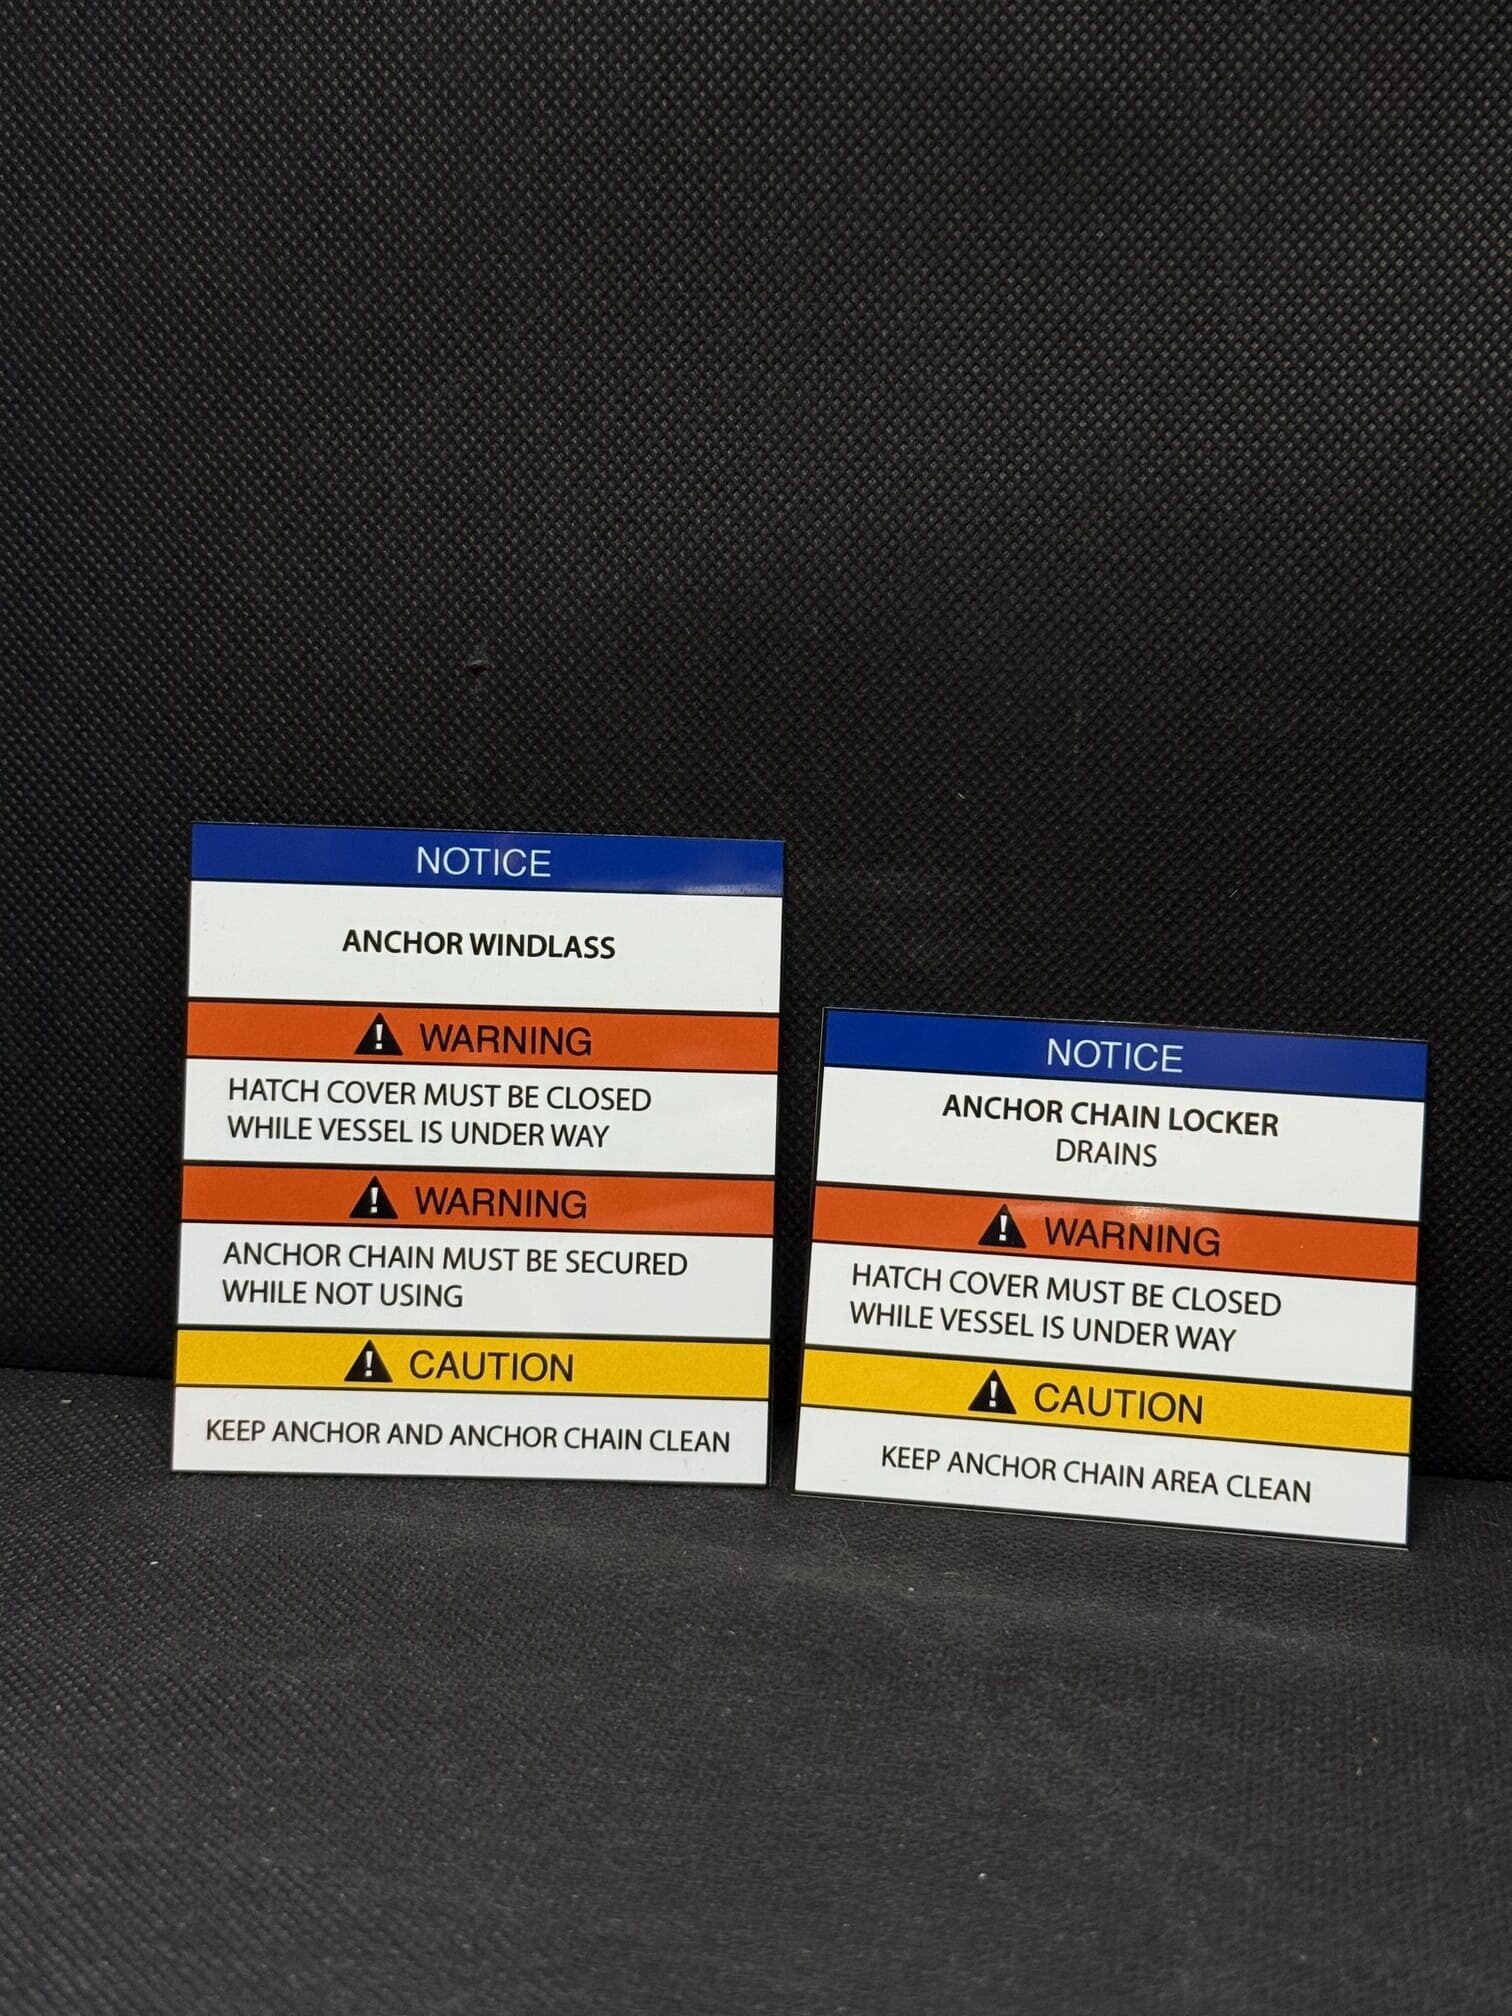 NOTICE
ANCHOR WINDLASS
WARNING
HATCH COVER MUST BE CLOSED
WHILE VESSEL IS UNDER WAY
WARNING
ANCHOR CHAIN MUST BE SECURED
WHILE NOT USING
CAUTION
KEEP ANCHOR AND ANCHOR CHAIN CLEAN
NOTICE
ANCHOR CHAIN LOCKER
DRAINS
WARNING
HATCH COVER MUST BE CLOSED
WHILE VESSEL IS UNDER WAY
CAUTION
KEEP ANCHOR CHAIN AREA CLEAN